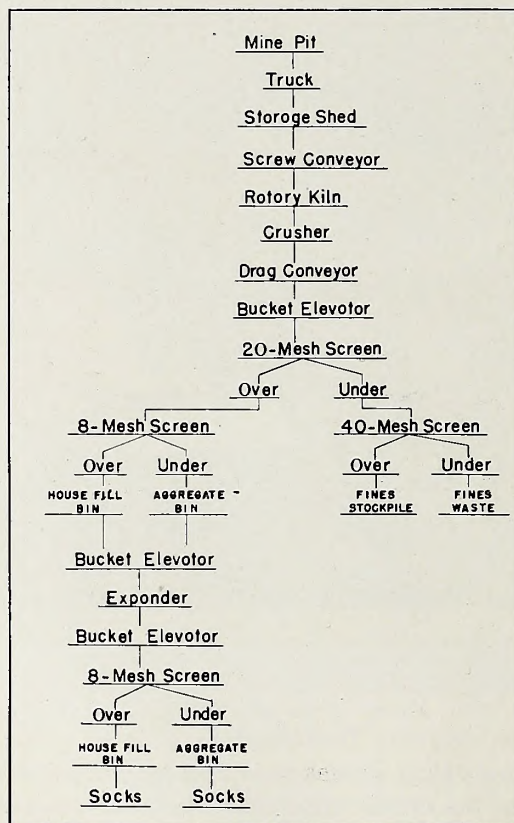 Mine Pit
Truck
Storoge Shed
Screw Conveyor
Rotory Kiln
Crusher
Drag Conveyor
Bucket Elevotor
20-Mesh Screen
Over Under
8-Mesh Screen 40-Mesh Screen
Over Under Over Under
HOUSE FILL AGGREGATE FINES FINES
BIN BIN STOCKPILE WASTE
Bucket Elevotor
Exponder
Bucket Elevotor
8-Mesh Screen
Over Under
HOUSE FILL AGGREGATE
BIN BIN
Socks Socks